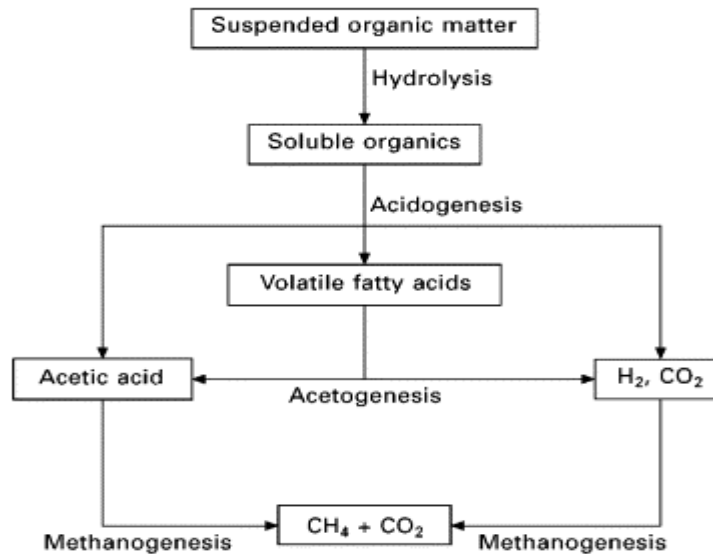 Suspended organic matter
Hydrolysis
Soluble organics
Acidogenesis
Volatile fatty acids
Acetic acid
Acetogenesis
H₂, CO₂
CH₄ + CO₂
Methanogenesis
Methanogenesis